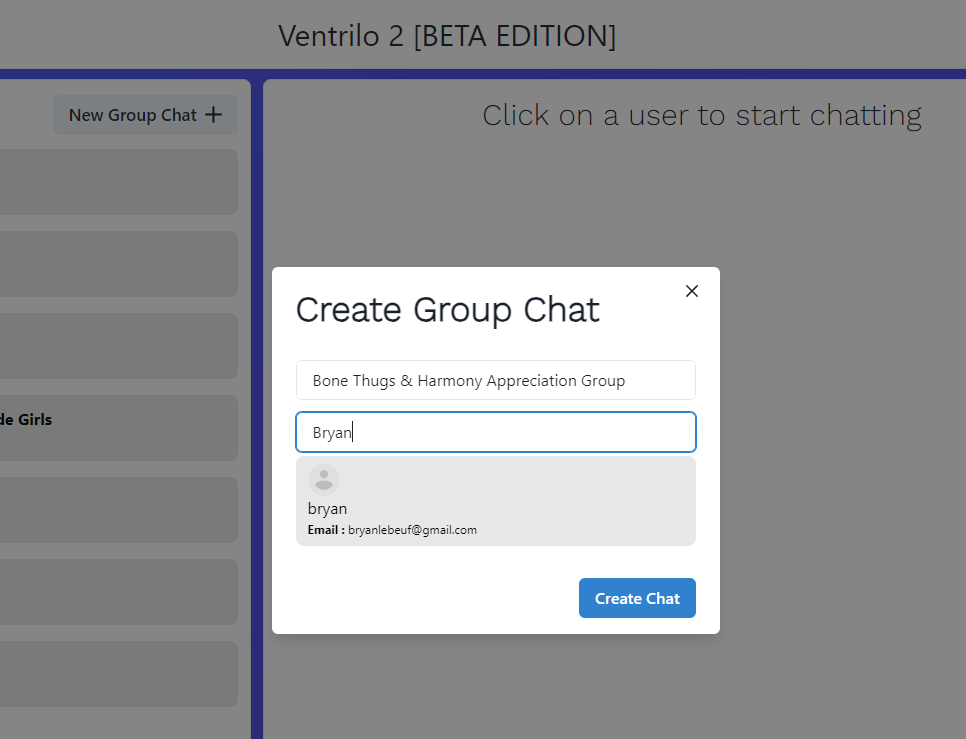 Ventrilo 2 [BETA EDITION]
New Group Chat
Click on a user to start chatting
Girls
Create Group Chat
Bone Thugs & Harmony Appreciation Group
Bryan
bryan
Email : bryanlebeuf@gmail.com
Create Chat